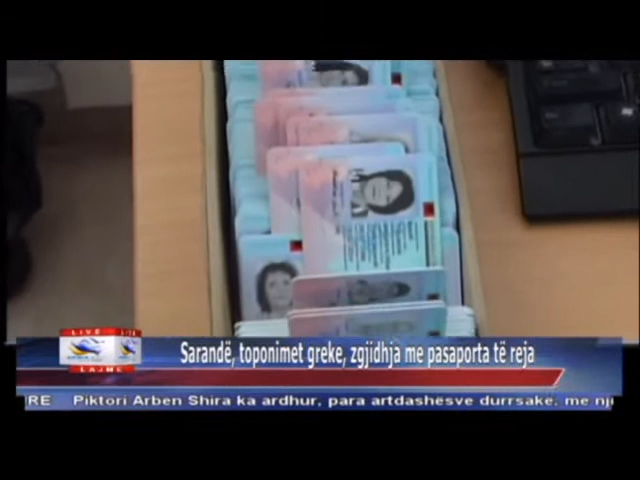 LIVE
LAJME
Sarandë, toponimet greke, zgjidhja me pasaporta të reja
RE Piktori Arben Shira ka ardhur, para artdashësve durrsakë, me nji